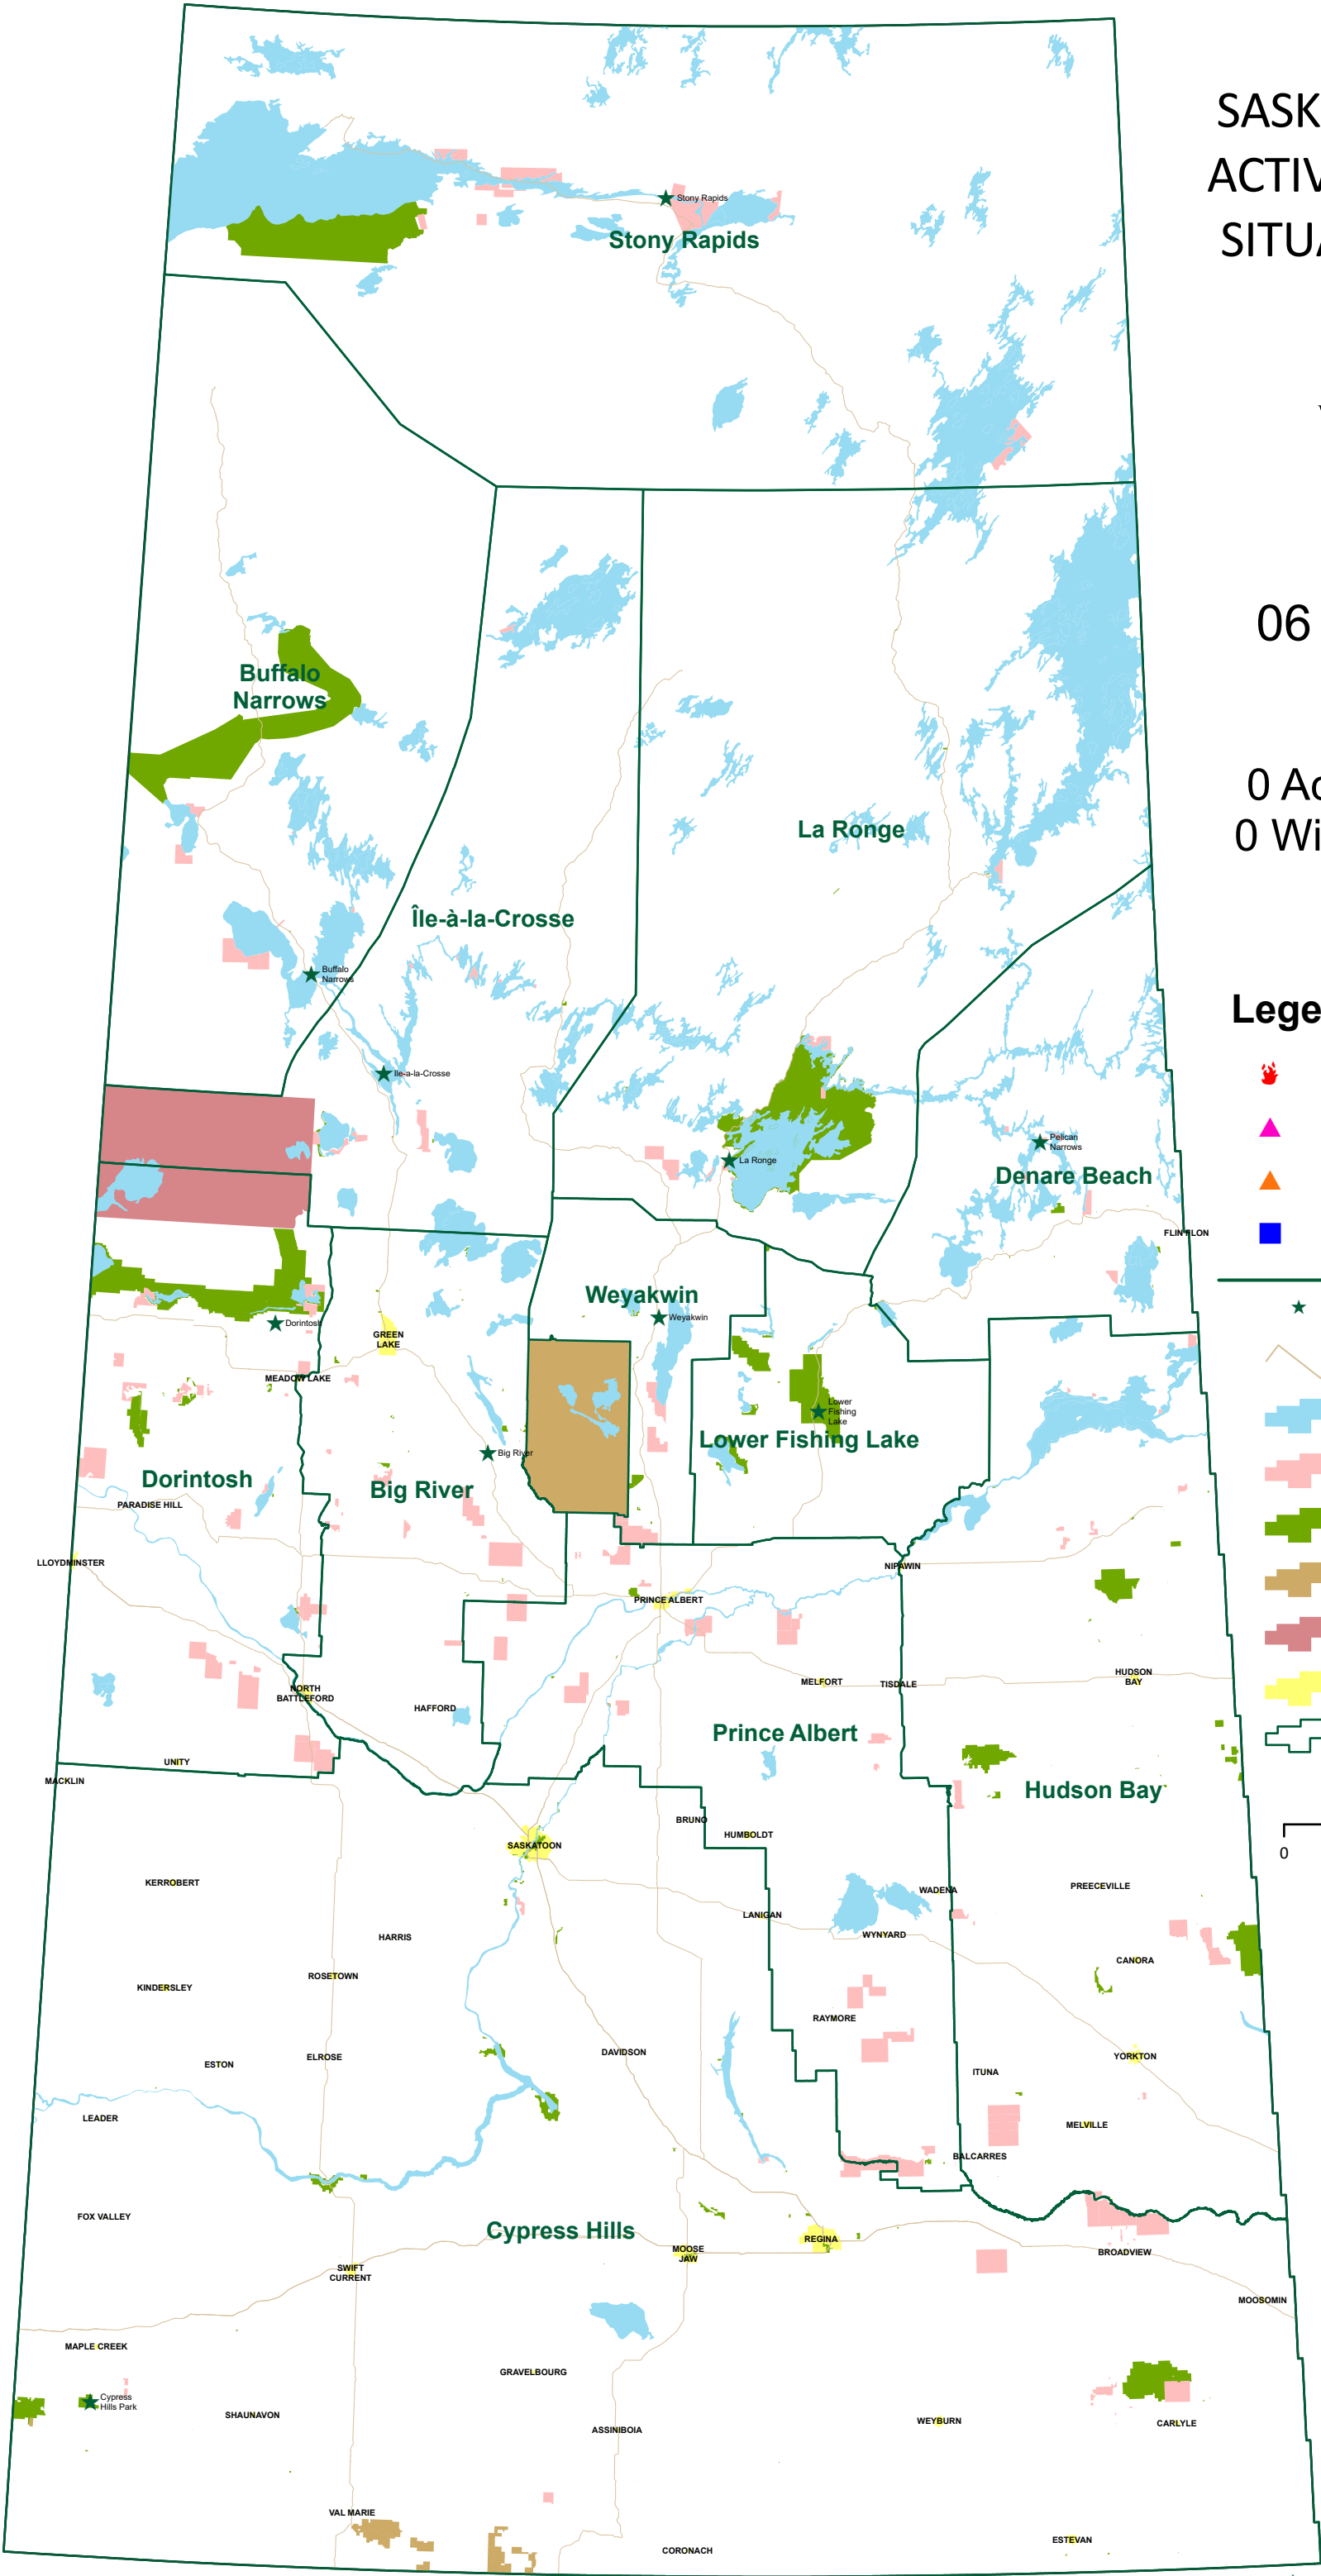 SASK
ACTIV
SITUA
Stony Rapids
Stony Rapids
06
Buffalo
Narrows
0 Ac
0 Wi
La Ronge
Île-à-la-Crosse
Buffalo
Narrows
Lege
Ile-a-la-Crosse
Pelican
Narrows
La Ronge
Denare Beach
FLIN FLON
Weyakwin
Weyakwin
Dorintosh
GREEN
LAKE
MEADOW LAKE
Lower
Fishing
Lake
Lower Fishing Lake
Big River
Dorintosh
Big River
PARADISE HILL
LLOYDMINSTER
NIPAWIN
PRINCE ALBERT
HUDSON
BAY
MELFORT
TISDALE
NORTH
BATTLEFORD
HAFFORD
Prince Albert
UNITY
MACKLIN
Hudson Bay
BRUNO
HUMBOLDT
SASKATOON
0
KERROBERT
PREECEVILLE
WADENA
LANIGAN
WYNYARD
HARRIS
CANORA
ROSETOWN
KINDERSLEY
RAYMORE
DAVIDSON
YORKTON
ELROSE
ESTON
ITUNA
LEADER
MELVILLE
BALCARRES
FOX VALLEY
Cypress Hills
REGINA
MOOSE
JAW
BROADVIEW
SWIFT
CURRENT
MOOSOMIN
MAPLE CREEK
GRAVELBOURG
Cypress
Hills Park
SHAUNAVON
WEYBURN
CARLYLE
ASSINIBOIA
VAL MARIE
ESTEVAN
CORONACH